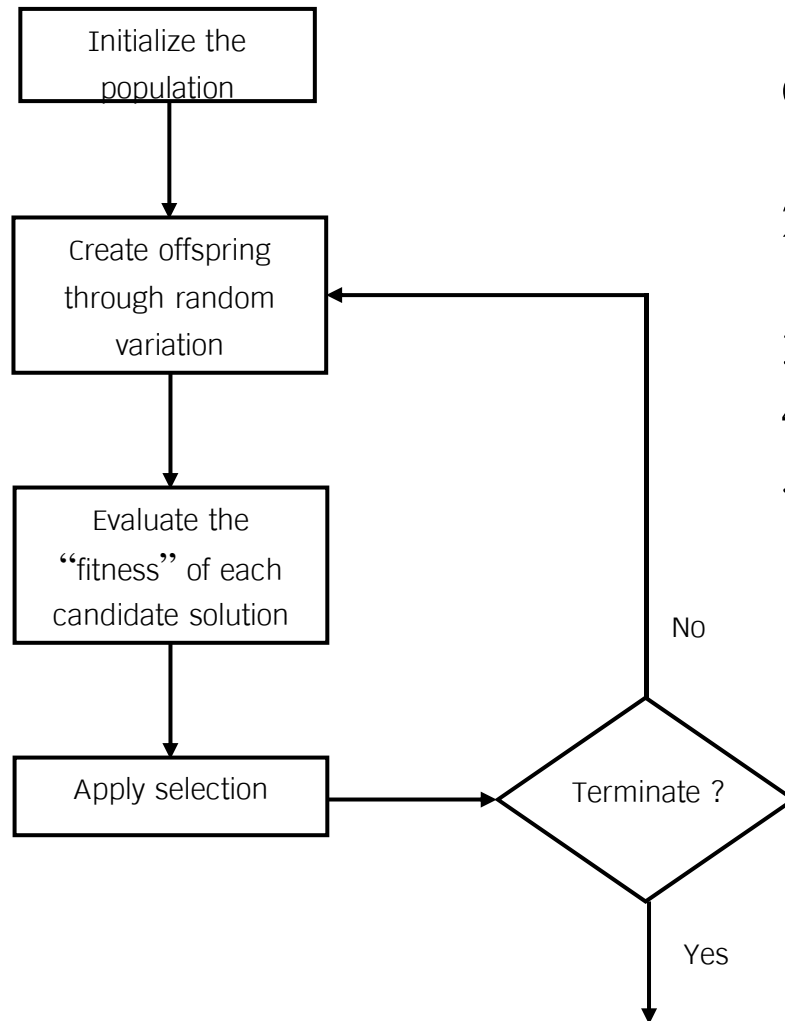 Initialize the
population
Create offspring
through random
variation
Evaluate the
“fitness” of each
candidate solution
No
Apply selection
Terminate ?
Yes